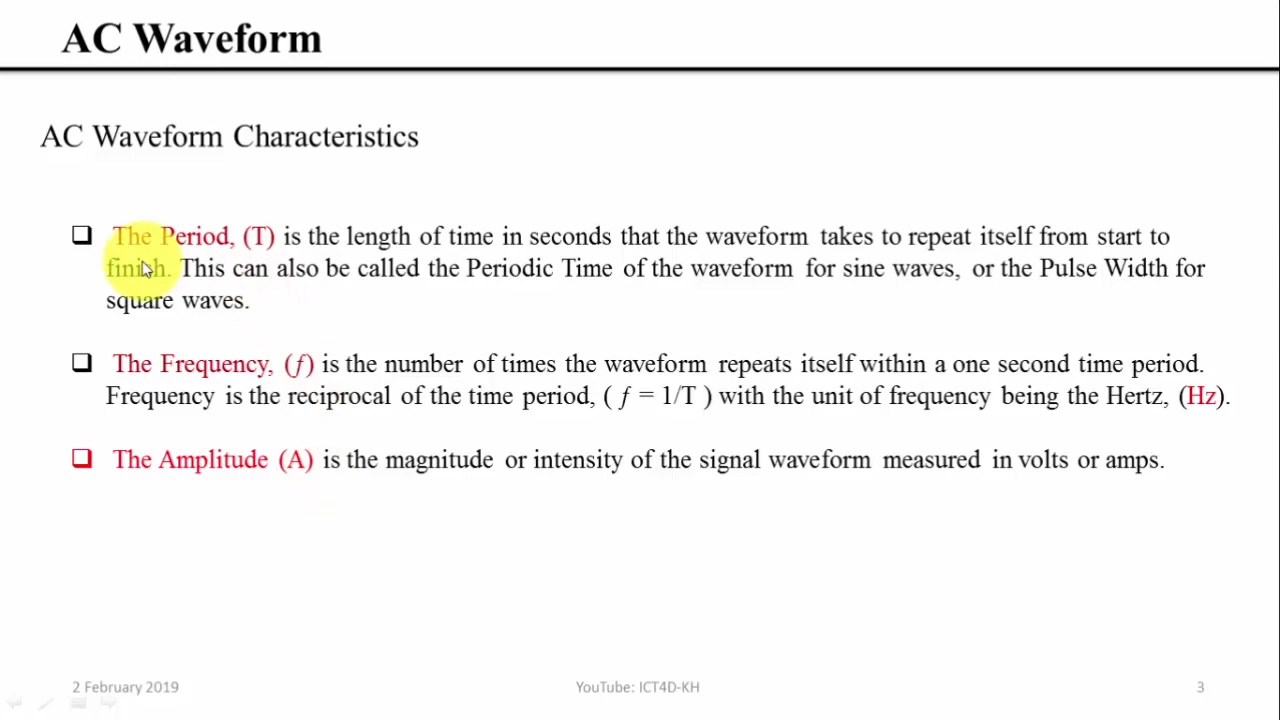 AC Waveform
AC Waveform Characteristics
❑ The Period, (T) is the length of time in seconds that the waveform takes to repeat itself from start to
finish. This can also be called the Periodic Time of the waveform for sine waves, or the Pulse Width for
square waves.
❑ The Frequency, (ƒ) is the number of times the waveform repeats itself within a one second time period.
Frequency is the reciprocal of the time period, ( ƒ = 1/T ) with the unit of frequency being the Hertz, (Hz).
❑ The Amplitude (A) is the magnitude or intensity of the signal waveform measured in volts or amps.
2 February 2019
YouTube: ICT4D-KH
3